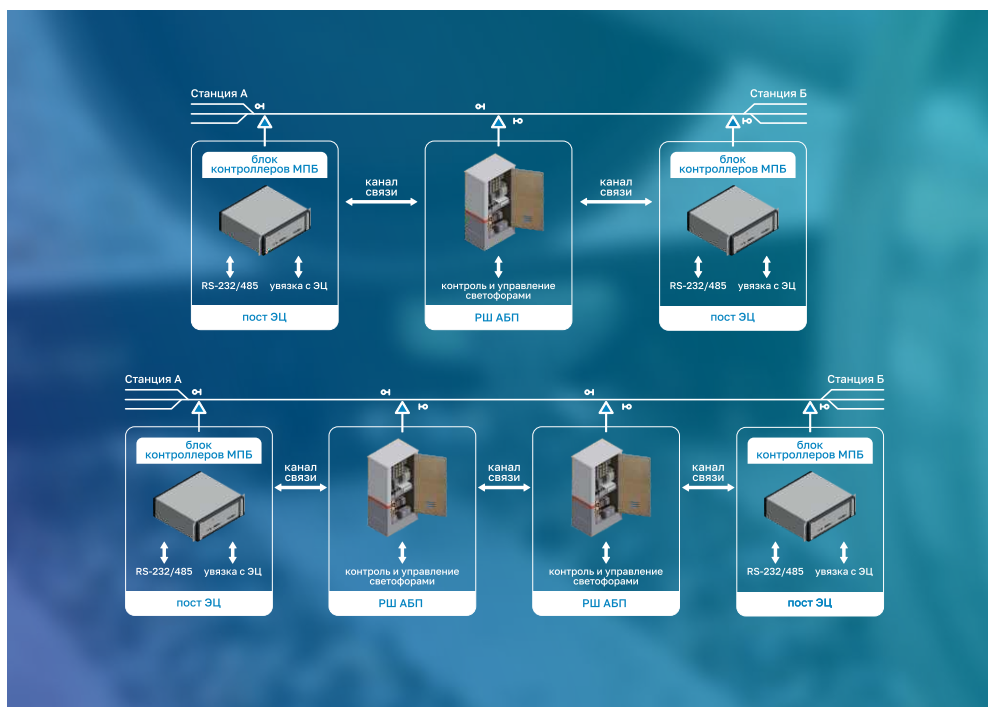 Станция А
Станция Б
блок
контроллеров МПБ
канал
связи
канал
связи
блок
контроллеров МПБ
RS-232/485
увязка с ЭЦ
контроль и управление
светофорами
RS-232/485
увязка с ЭЦ
пост ЭЦ
РШ АБП
пост ЭЦ
Станция А
Станция Б
блок
контроллеров МПБ
канал
связи
канал
связи
канал
связи
блок
контроллеров МПБ
RS-232/485
увязка с ЭЦ
контроль и управление
светофорами
контроль и управление
светофорами
RS-232/485
увязка с ЭЦ
пост ЭЦ
РШ АБП
РШ АБП
пост ЭЦ